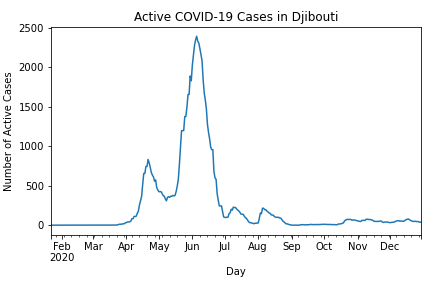 Active COVID-19 Cases in Djibouti
2500
2000
1500
1000
500
0
Number of Active Cases
Feb Mar Apr May Jun Jul Aug Sep Oct Nov Dec
2020
Day